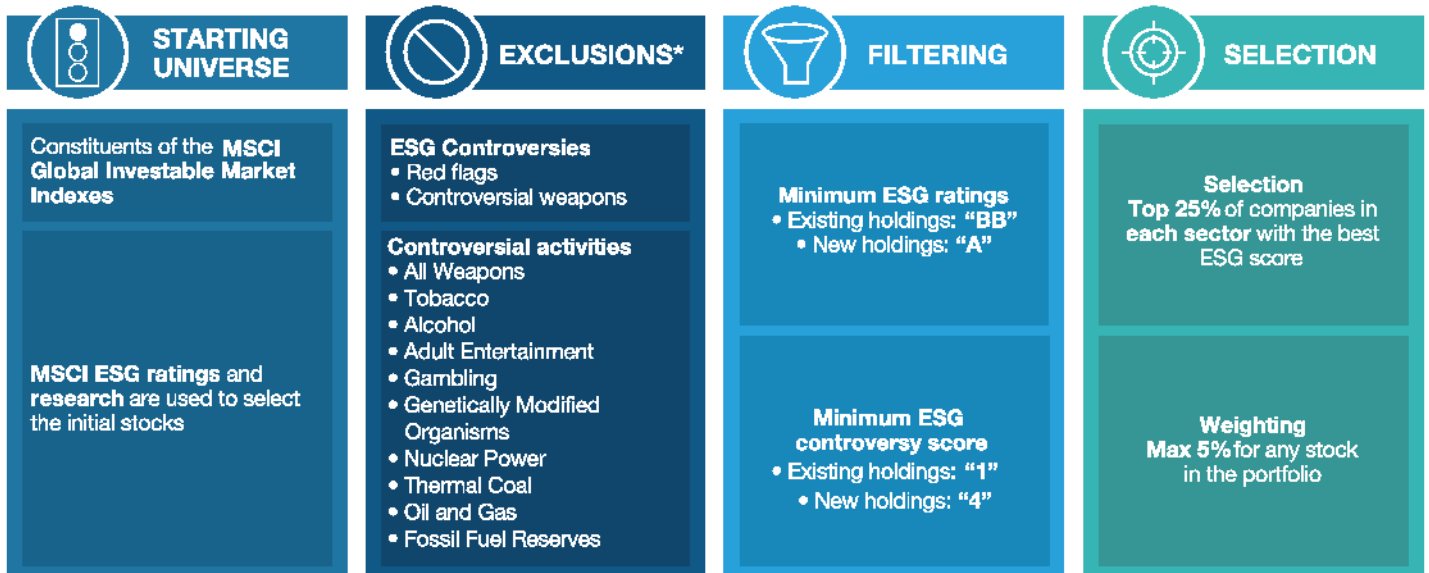 STARTING
UNIVERSE
Constituents of the MSCI
Global Investable Market
Indexes
MSCI ESG ratings and
research are used to select
the initial stocks
EXCLUSIONS*
ESG Controversies
• Red flags
• Controversial weapons
Controversial activities
• All Weapons
• Tobacco
• Alcohol
• Adult Entertainment
• Gambling
• Genetically Modified
Organisms
• Nuclear Power
• Thermal Coal
• Oil and Gas
• Fossil Fuel Reserves
FILTERING
Minimum ESG ratings
• Existing holdings: “BB”
• New holdings: “A”
Minimum ESG
controversy score
• Existing holdings: “1”
• New holdings: “4”
SELECTION
Selection
Top 25% of companies in
each sector with the best
ESG score
Weighting
Max 5% for any stock
in the portfolio